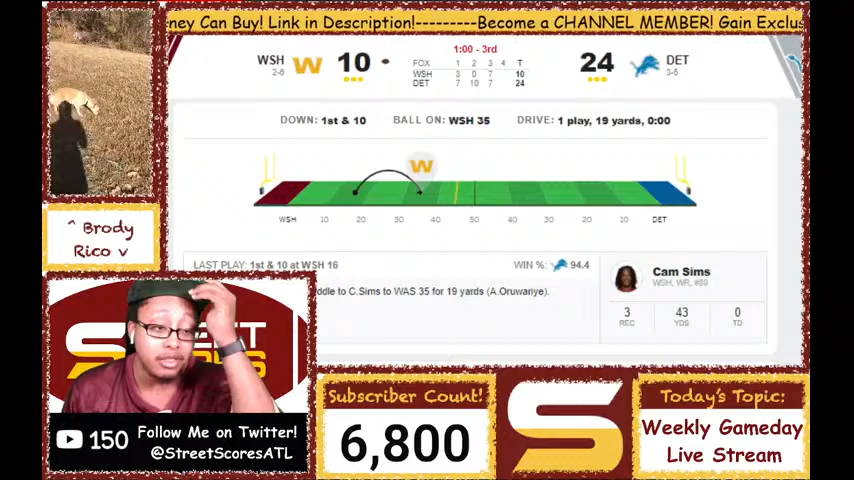 ney Can Buy! Link in Description!---------Become a CHANNEL MEMBER! Gain Exclus
WSH
2-6
W
10
1:00 - 3rd
FOX 1 2 3 4 T
WSH 3 0 7 10
DET 7 10 7 24
24
DET
3-5
DOWN: 1st & 10
BALL ON: WSH 35
DRIVE: 1 play, 19 yards, 0:00
W
WSH 10 20 30 40 50 40 30 20 10 DET
^ Brody
Rico v
LAST PLAY: 1st & 10 at WSH 16
WIN %: 94.4
ddle to C.Sims to WAS 35 for 19 yards (A.Oruwariye).
Cam Sims
WSH, WR, #89
3 43 0
REC YDS TD
150
Follow Me on Twitter!
@StreetScoresATL
Subscriber Count!
6,800
S
Today's Topic:
Weekly Gameday
Live Stream